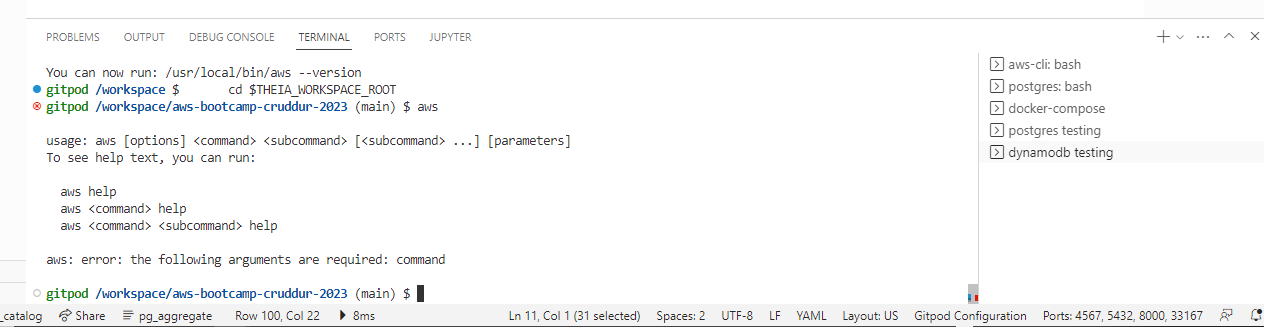 PROBLEMS OUTPUT DEBUG CONSOLE TERMINAL PORTS JUPYTER
You can now run: /usr/local/bin/aws --version
gitpod /workspace $ cd $THEIA_WORKSPACE_ROOT
gitpod /workspace/aws-bootcamp-cruddur-2023 (main) $ aws
usage: aws [options] <command> <subcommand> [<subcommand> ...] [parameters]
To see help text, you can run:
aws help
aws <command> help
aws <command> <subcommand> help
aws: error: the following arguments are required: command
gitpod /workspace/aws-bootcamp-cruddur-2023 (main) $
aws-cli: bash
postgres: bash
docker-compose
postgres testing
dynamodb testing
_catalog Share pg_aggregate Row 100, Col 22 8ms Ln 11, Col 1 (31 selected) Spaces: 2 UTF-8 LF YAML Layout: US Gitpod Configuration Ports: 4567, 5432, 8000, 33167